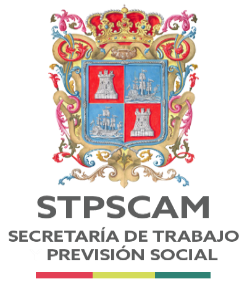 STPSCAM
SECRETARÍA DE TRABAJO
PREVISIÓN SOCIAL